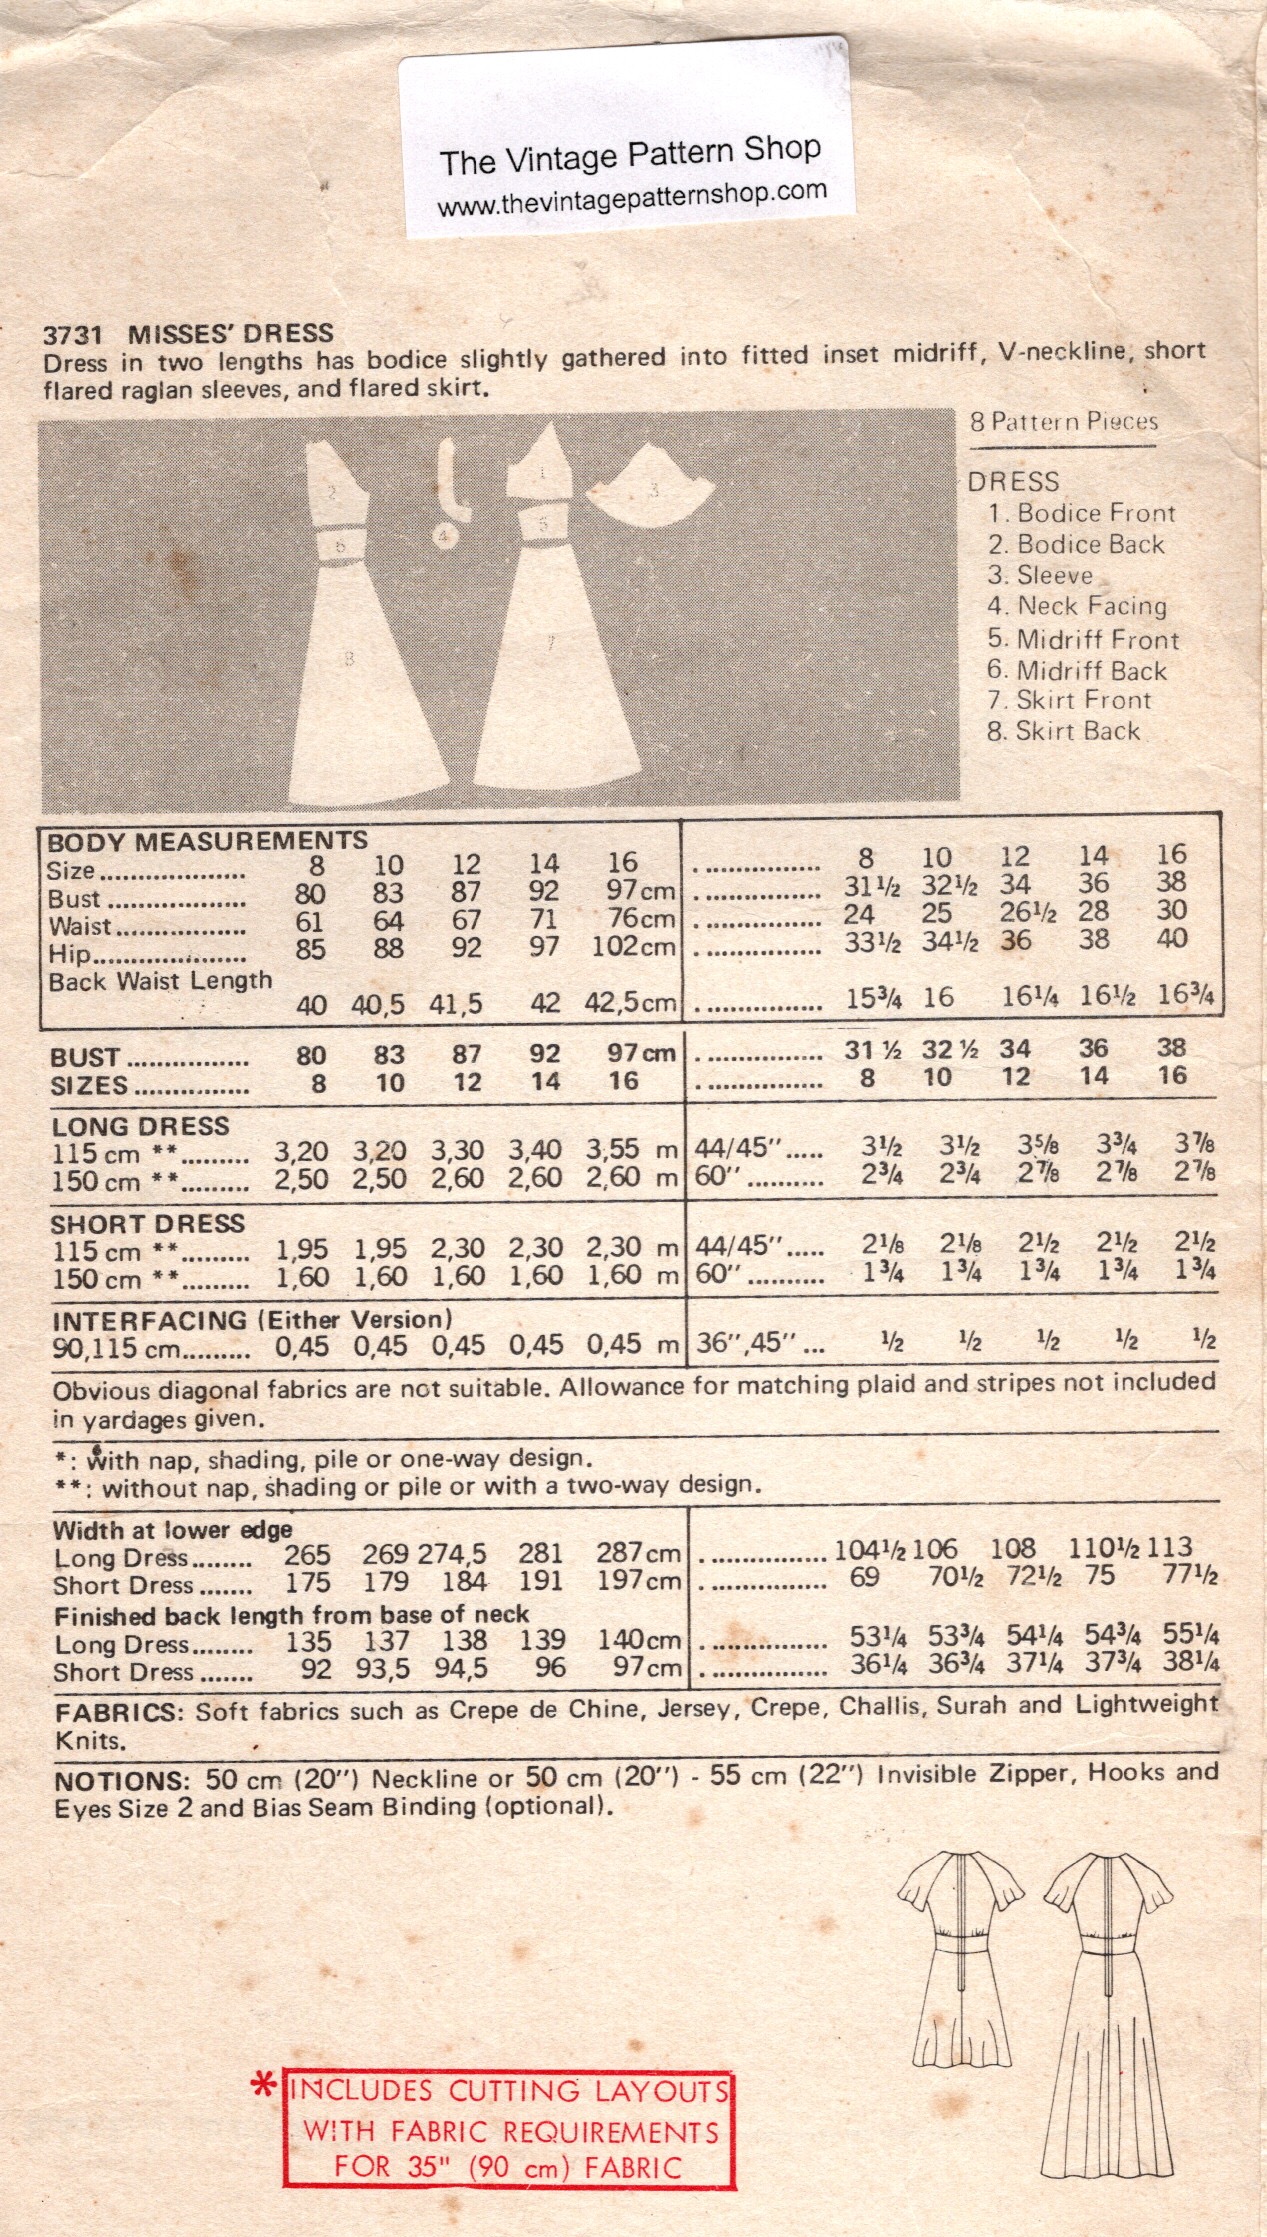 The Vintage Pattern Shop
www.thevintagepatternshop.com
3731 MISSES' DRESS
Dress in two lengths has bodice slightly gathered into fitted inset midriff, V-neckline, short
flared raglan sleeves, and flared skirt.
8 Pattern Pieces
DRESS
1. Bodice Front
2. Bodice Back
3. Sleeve
4. Neck Facing
5. Midriff Front
6. Midriff Back
7. Skirt Front
8. Skirt Back
2
6
8
4
1
5
7
3
BODY MEASUREMENTS
Size................... 8 10 12 14 16 ................ 8 10 12 14 16
Bust .................. 80 83 87 92 97cm ................ 31½ 32½ 34 36 38
Waist................. 61 64 67 71 76cm ................ 24 25 26½ 28 30
Hip.................... 85 88 92 97 102cm ................ 33½ 34½ 36 38 40
Back Waist Length
40 40,5 41,5 42 42,5cm ................ 15¾ 16 16¼ 16½ 16¾
BUST ................ 80 83 87 92 97cm ................ 31 ½ 32 ½ 34 36 38
SIZES ............... 8 10 12 14 16 ................ 8 10 12 14 16
LONG DRESS
115 cm **......... 3,20 3,20 3,30 3,40 3,55 m 44/45"..... 3½ 3½ 3⅝ 3¾ 3⅞
150 cm **......... 2,50 2,50 2,60 2,60 2,60 m 60".......... 2¾ 2¾ 2⅞ 2⅞ 2⅞
SHORT DRESS
115 cm **......... 1,95 1,95 2,30 2,30 2,30 m 44/45"..... 2⅛ 2⅛ 2½ 2½ 2½
150 cm **......... 1,60 1,60 1,60 1,60 1,60 m 60".......... 1¾ 1¾ 1¾ 1¾ 1¾
INTERFACING (Either Version)
90,115 cm......... 0,45 0,45 0,45 0,45 0,45 m 36",45"... ½ ½ ½ ½ ½
Obvious diagonal fabrics are not suitable. Allowance for matching plaid and stripes not included
in yardages given.
*: with nap, shading, pile or one-way design.
**: without nap, shading or pile or with a two-way design.
Width at lower edge
Long Dress........ 265 269 274,5 281 287cm ................ 104½ 106 108 110½ 113
Short Dress ....... 175 179 184 191 197cm ................ 69 70½ 72½ 75 77½
Finished back length from base of neck
Long Dress........ 135 137 138 139 140cm ................ 53¼ 53¾ 54¼ 54¾ 55¼
Short Dress ....... 92 93,5 94,5 96 97cm ................ 36¼ 36¾ 37¼ 37¾ 38¼
FABRICS: Soft fabrics such as Crepe de Chine, Jersey, Crepe, Challis, Surah and Lightweight
Knits.
NOTIONS: 50 cm (20") Neckline or 50 cm (20") - 55 cm (22") Invisible Zipper, Hooks and
Eyes Size 2 and Bias Seam Binding (optional).
*INCLUDES CUTTING LAYOUTS
WITH FABRIC REQUIREMENTS
FOR 35" (90 cm) FABRIC